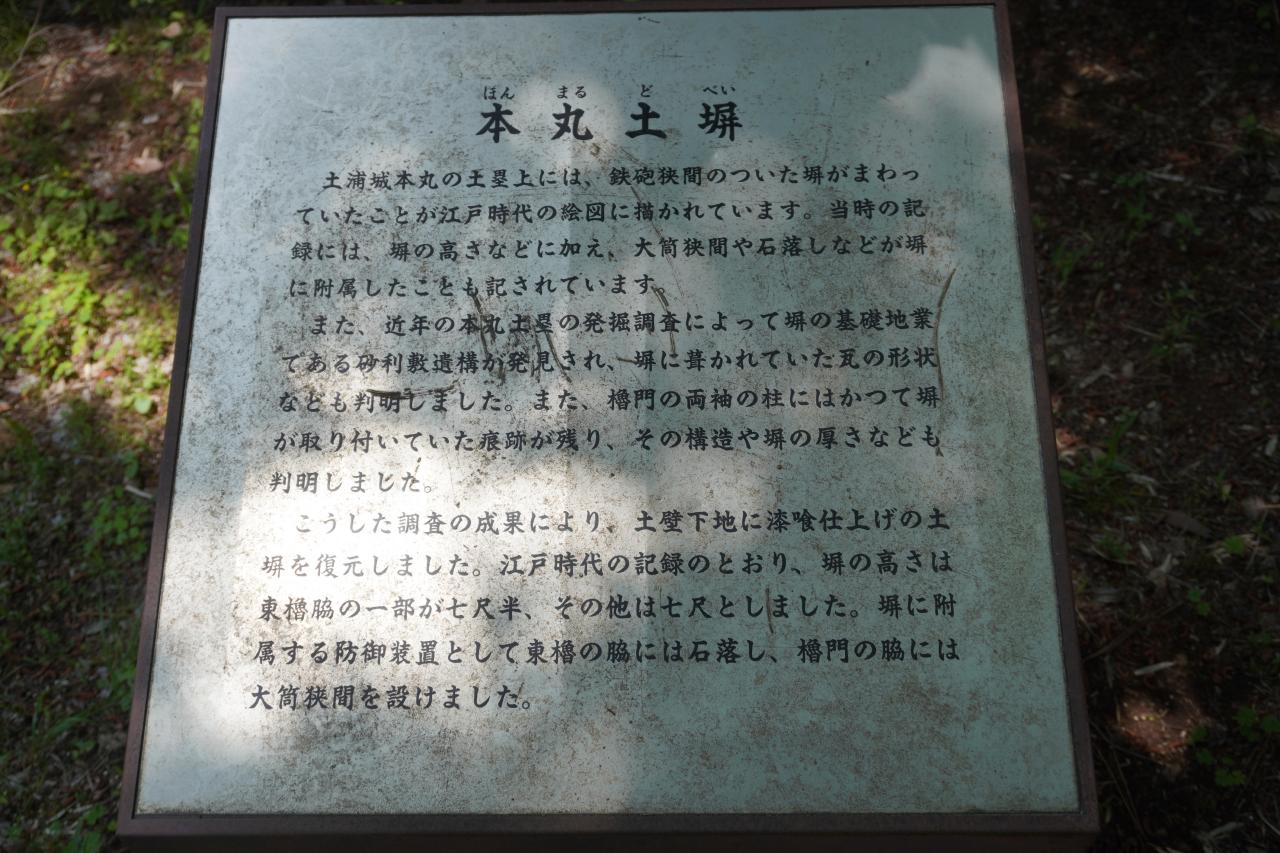 ほん まる ど べい
本丸土塀
土浦城本丸の土塁上には、鉄砲狭間のついた塀がまわっ
ていたことが江戸時代の絵図に描かれています。当時の記
録には、塀の高さなどに加え、大筒狭間や石落しなどが塀
に附属したことも記されています。
また、近年の本丸土塁の発掘調査によって塀の基礎地業
である砂利敷遺構が発見され、塀に葺かれていた瓦の形状
なども判明しました。また、櫓門の両袖の柱にはかつて塀
が取り付いていた痕跡が残り、その構造や塀の厚さなども
判明しました。
こうした調査の成果により、土壁下地に漆喰仕上げの土
塀を復元しました。江戸時代の記録のとおり、塀の高さは
東櫓脇の一部が七尺半、その他は七尺としました。塀に附
属する防御装置として東櫓の脇には石落し、櫓門の脇には
大筒狭間を設けました。